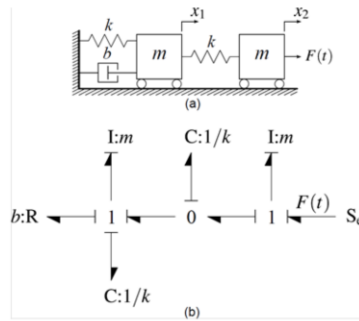 x₁ x₂
k
b
m
k
m
F(t)
(a)
I:m C:1/k I:m
b:R 1 0 1 F(t) Sₑ
C:1/k
(b)